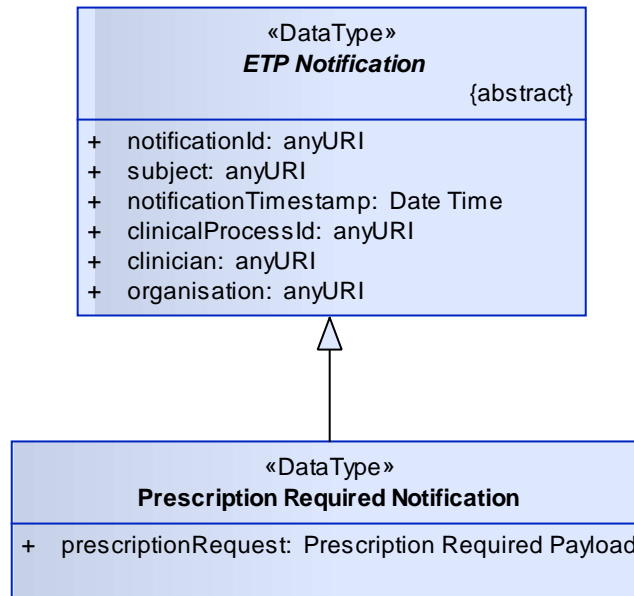 «DataType»
ETP Notification
{abstract}
+ notificationId: anyURI
+ subject: anyURI
+ notificationTimestamp: Date Time
+ clinicalProcessId: anyURI
+ clinician: anyURI
+ organisation: anyURI
«DataType»
Prescription Required Notification
+ prescriptionRequest: Prescription Required Payload